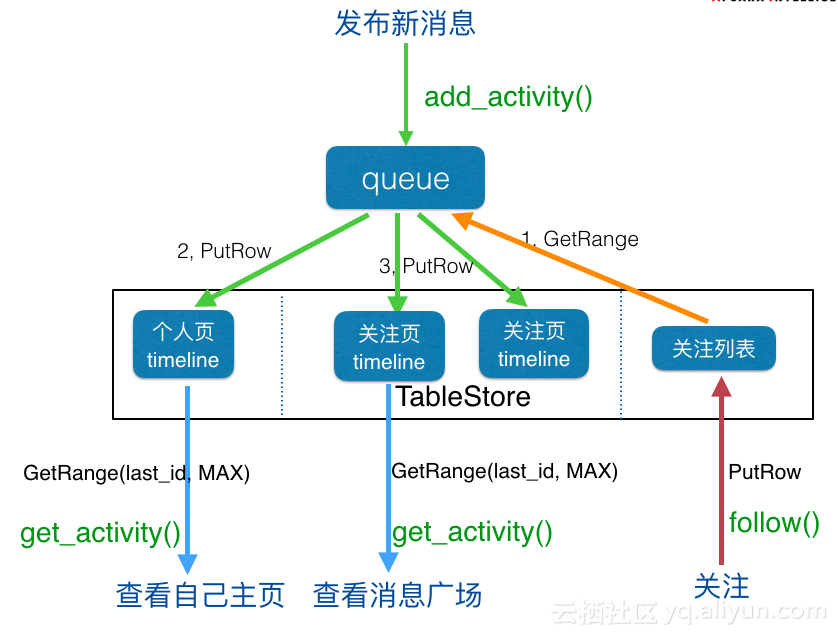 发布新消息
add_activity()
queue
1, GetRange
2, PutRow
3, PutRow
个人页
timeline
关注页
timeline
关注页
timeline
关注列表
TableStore
GetRange(last_id, MAX)
GetRange(last_id, MAX)
PutRow
get_activity()
get_activity()
follow()
查看自己主页
查看消息广场
关注
云栖社区 yq.aliyun.com